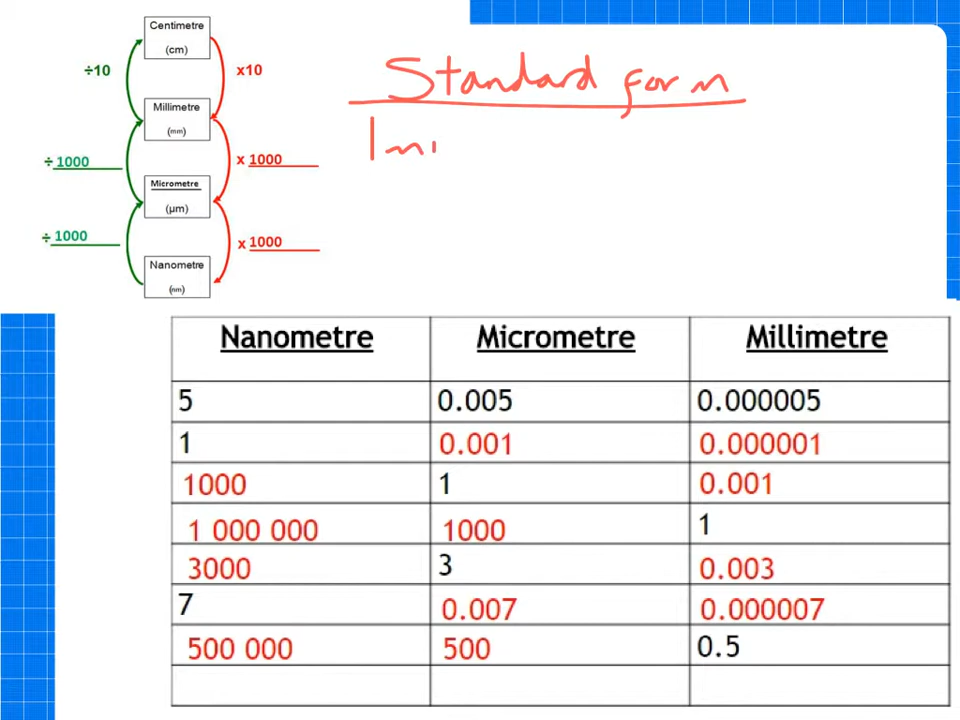 Centimetre
(cm)
÷10
x10
Standard form
Millimetre
(mm)
1 m
÷ 1000
x 1000
Micrometre
(µm)
÷ 1000
x 1000
Nanometre
(nm)
Nanometre Micrometre Millimetre
5 0.005 0.000005
1 0.001 0.000001
1000 1 0.001
1 000 000 1000 1
3000 3 0.003
7 0.007 0.000007
500 000 500 0.5